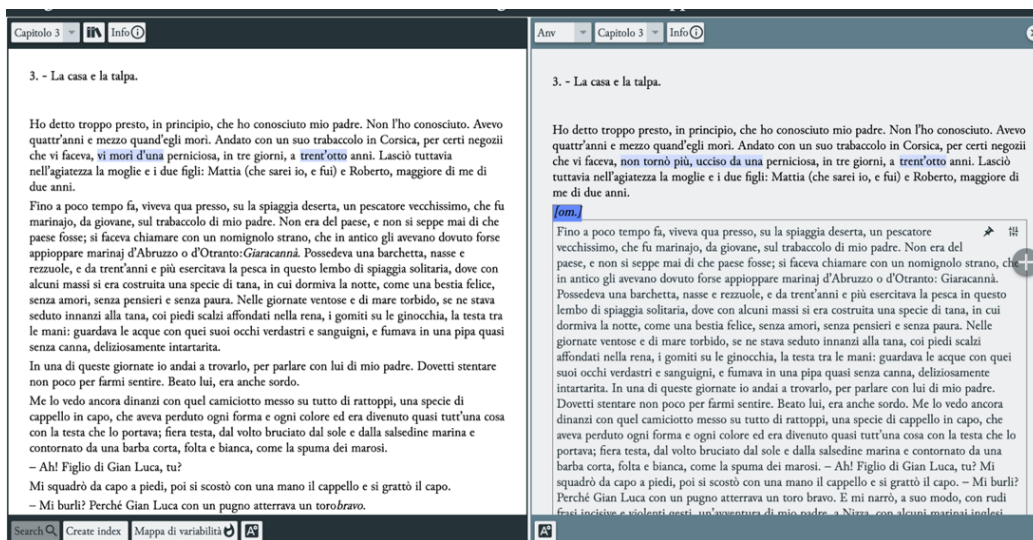 Capitolo 3 Info
3. - La casa e la talpa.
Ho detto troppo presto, in principio, che ho conosciuto mio padre. Non l'ho conosciuto. Avevo
quattr'anni e mezzo quand'egli morì. Andato con un suo trabaccolo in Corsica, per certi negozii
che vi faceva, vi morì d'una perniciosa, in tre giorni, a trent'otto anni. Lasciò tuttavia
nell'agiatezza la moglie e i due figli: Mattia (che sarei io, e fui) e Roberto, maggiore di me di
due anni.
Fino a poco tempo fa, viveva qua presso, su la spiaggia deserta, un pescatore vecchissimo, che fu
marinajo, da giovane, sul trabaccolo di mio padre. Non era del paese, e non si seppe mai di che
paese fosse; si faceva chiamare con un nomignolo strano, che in antico gli avevano dovuto forse
appioppare marinaj d'Abruzzo o d'Otranto:Giaracannà. Possedeva una barchetta, nasse e
rezzuole, e da trent'anni e più esercitava la pesca in questo lembo di spiaggia solitaria, dove con
alcuni massi si era costruita una specie di tana, in cui dormiva la notte, come una bestia felice,
senza amori, senza pensieri e senza paura. Nelle giornate ventose e di mare torbido, se ne stava
seduto innanzi alla tana, coi piedi scalzi affondati nella rena, i gomiti su le ginocchia, la testa tra
le mani: guardava le acque con quei suoi occhi verdastri e sanguigni, e fumava in una pipa quasi
senza canna, deliziosamente intartarita.
In una di queste giornate io andai a trovarlo, per parlare con lui di mio padre. Dovetti stentare
non poco per farmi sentire. Beato lui, era anche sordo.
Me lo vedo ancora dinanzi con quel camiciotto messo su tutto di rattoppi, una specie di
cappello in capo, che aveva perduto ogni forma e ogni colore ed era divenuto quasi tutt'una cosa
con la testa che lo portava; fiera testa, dal volto bruciato dal sole e dalla salsedine marina e
contornato da una barba corta, folta e bianca, come la spuma dei marosi.
– Ah! Figlio di Gian Luca, tu?
Mi squadrò da capo a piedi, poi si scostò con una mano il cappello e si grattò il capo.
– Mi burli? Perché Gian Luca con un pugno atterrava un torobravo.
Search Create index Mappa di variabilità
Anv Capitolo 3 Info
3. - La casa e la talpa.
Ho detto troppo presto, in principio, che ho conosciuto mio padre. Non l'ho conosciuto. Avevo
quattr'anni e mezzo quand'egli morì. Andato con un suo trabaccolo in Corsica, per certi negozii
che vi faceva, non tornò più, ucciso da una perniciosa, in tre giorni, a trent'otto anni. Lasciò
tuttavia nell'agiatezza la moglie e i due figli: Mattia (che sarei io, e fui) e Roberto, maggiore di
me di due anni.
[om.]
Fino a poco tempo fa, viveva qua presso, su la spiaggia deserta, un pescatore
vecchissimo, che fu marinajo, da giovane, sul trabaccolo di mio padre. Non era del
paese, e non si seppe mai di che paese fosse; si faceva chiamare con un nomignolo strano, che
in antico gli avevano dovuto forse appioppare marinaj d'Abruzzo o d'Otranto: Giaracannà.
Possedeva una barchetta, nasse e rezzuole, e da trent'anni e più esercitava la pesca in questo
lembo di spiaggia solitaria, dove con alcuni massi si era costruita una specie di tana, in cui
dormiva la notte, come una bestia felice, senza amori, senza pensieri e senza paura. Nelle
giornate ventose e di mare torbido, se ne stava seduto innanzi alla tana, coi piedi scalzi
affondati nella rena, i gomiti su le ginocchia, la testa tra le mani: guardava le acque con quei
suoi occhi verdastri e sanguigni, e fumava in una pipa quasi senza canna, deliziosamente
intartarita. In una di queste giornate io andai a trovarlo, per parlare con lui di mio padre.
Dovetti stentare non poco per farmi sentire. Beato lui, era anche sordo. Me lo vedo ancora
dinanzi con quel camiciotto messo su tutto di rattoppi, una specie di cappello in capo, che
aveva perduto ogni forma e ogni colore ed era divenuto quasi tutt'una cosa con la testa che lo
portava; fiera testa, dal volto bruciato dal sole e dalla salsedine marina e contornato da una
barba corta, folta e bianca, come la spuma dei marosi. – Ah! Figlio di Gian Luca, tu? Mi
squadrò da capo a piedi, poi si scostò con una mano il cappello e si grattò il capo. – Mi burli?
Perché Gian Luca con un pugno atterrava un toro bravo. E mi narrò, a suo modo, con rudi
frasi incisive e violenti gesti, un'avventura di mio padre, a Nizza, con alcuni marinai inglesi